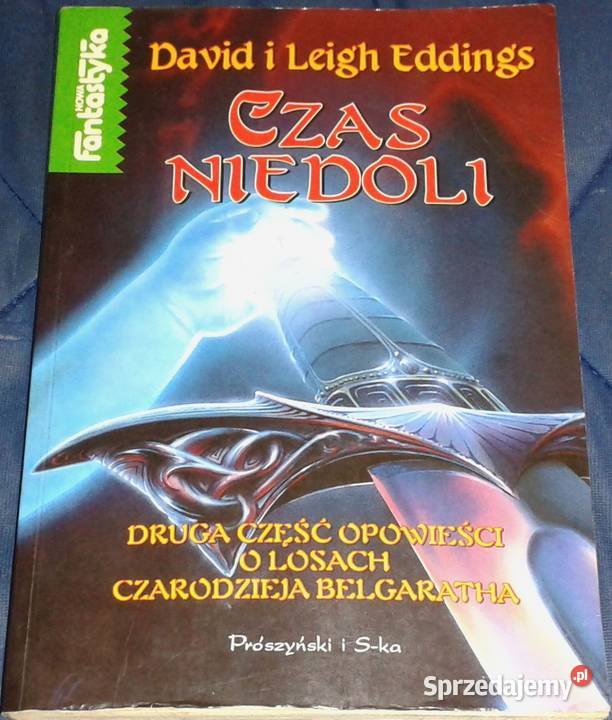 NOWA
Fantastyka
David i Leigh Eddings
CZAS
NIEDOLI
DRUGA CZĘŚĆ OPOWIEŚCI
O LOSACH
CZARODZIEJA BELGARATHA
Prószyński i S-ka
Sprzedajemy.pl